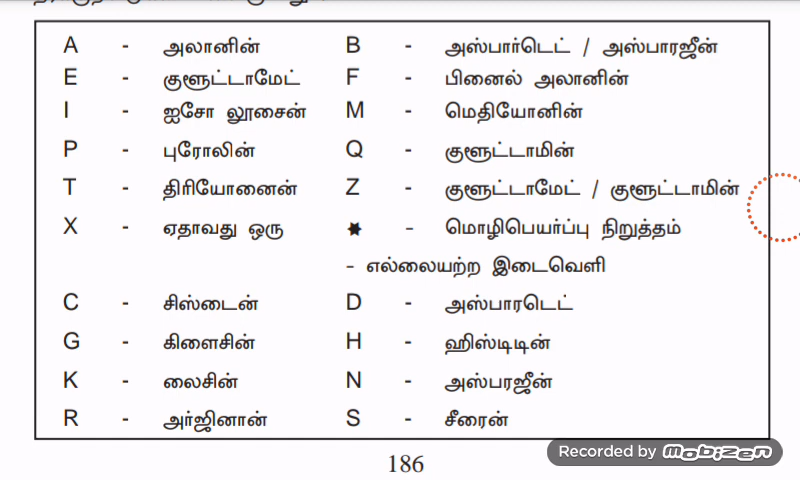 A - அலானின் B - அஸ்பார்டெட் / அஸ்பாரஜீன்
E - குளூட்டாமேட் F - பினைல் அலானின்
I - ஐசோ லூசைன் M - மெதியோனின்
P - புரோலின் Q - குளூட்டாமின்
T - திரியோனைன் Z - குளூட்டாமேட் / குளூட்டாமின்
X - ஏதாவது ஒரு * - மொழிபெயர்ப்பு நிறுத்தம்
- எல்லையற்ற இடைவெளி
C - சிஸ்டைன் D - அஸ்பாரடெட்
G - கிளைசின் H - ஹிஸ்டிடின்
K - லைசின் N - அஸ்பரஜீன்
R - அர்ஜினான் S - சீரைன்
186
Recorded by mobizen